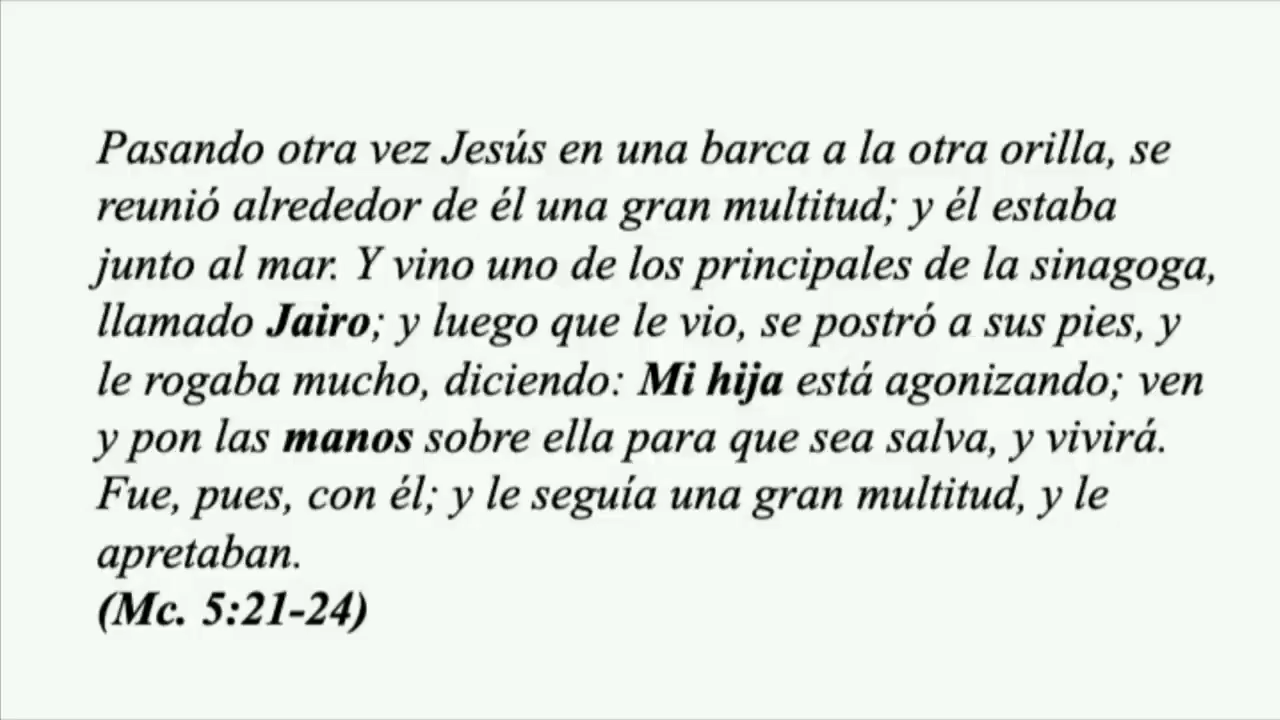 Pasando otra vez Jesús en una barca a la otra orilla, se
reunió alrededor de él una gran multitud; y él estaba
junto al mar. Y vino uno de los principales de la sinagoga,
llamado Jairo; y luego que le vio, se postró a sus pies, y
le rogaba mucho, diciendo: Mi hija está agonizando; ven
y pon las manos sobre ella para que sea salva, y vivirá.
Fue, pues, con él; y le seguía una gran multitud, y le
apretaban.
(Mc. 5:21-24)